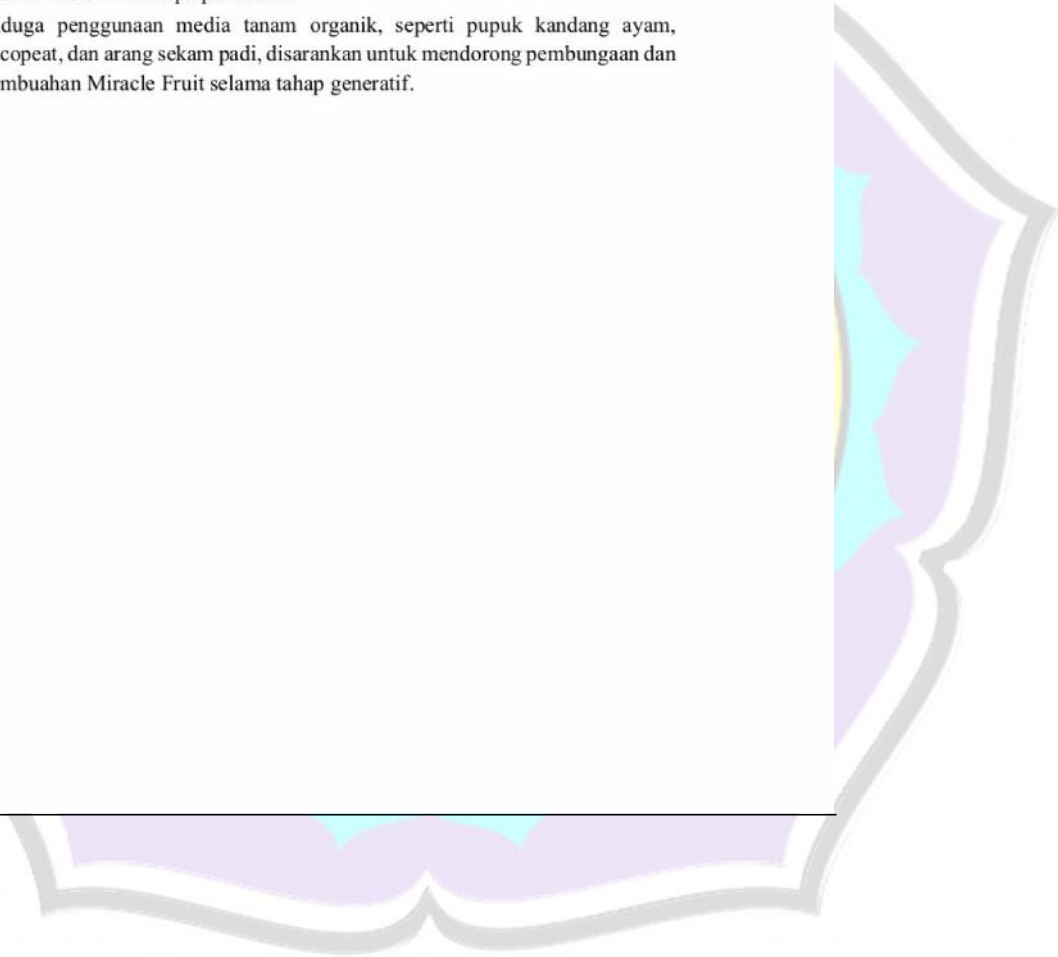 duga penggunaan media tanam organik, seperti pupuk kandang ayam,
copeat, dan arang sekam padi, disarankan untuk mendorong pembungaan dan
mbuahan Miracle Fruit selama tahap generatif.